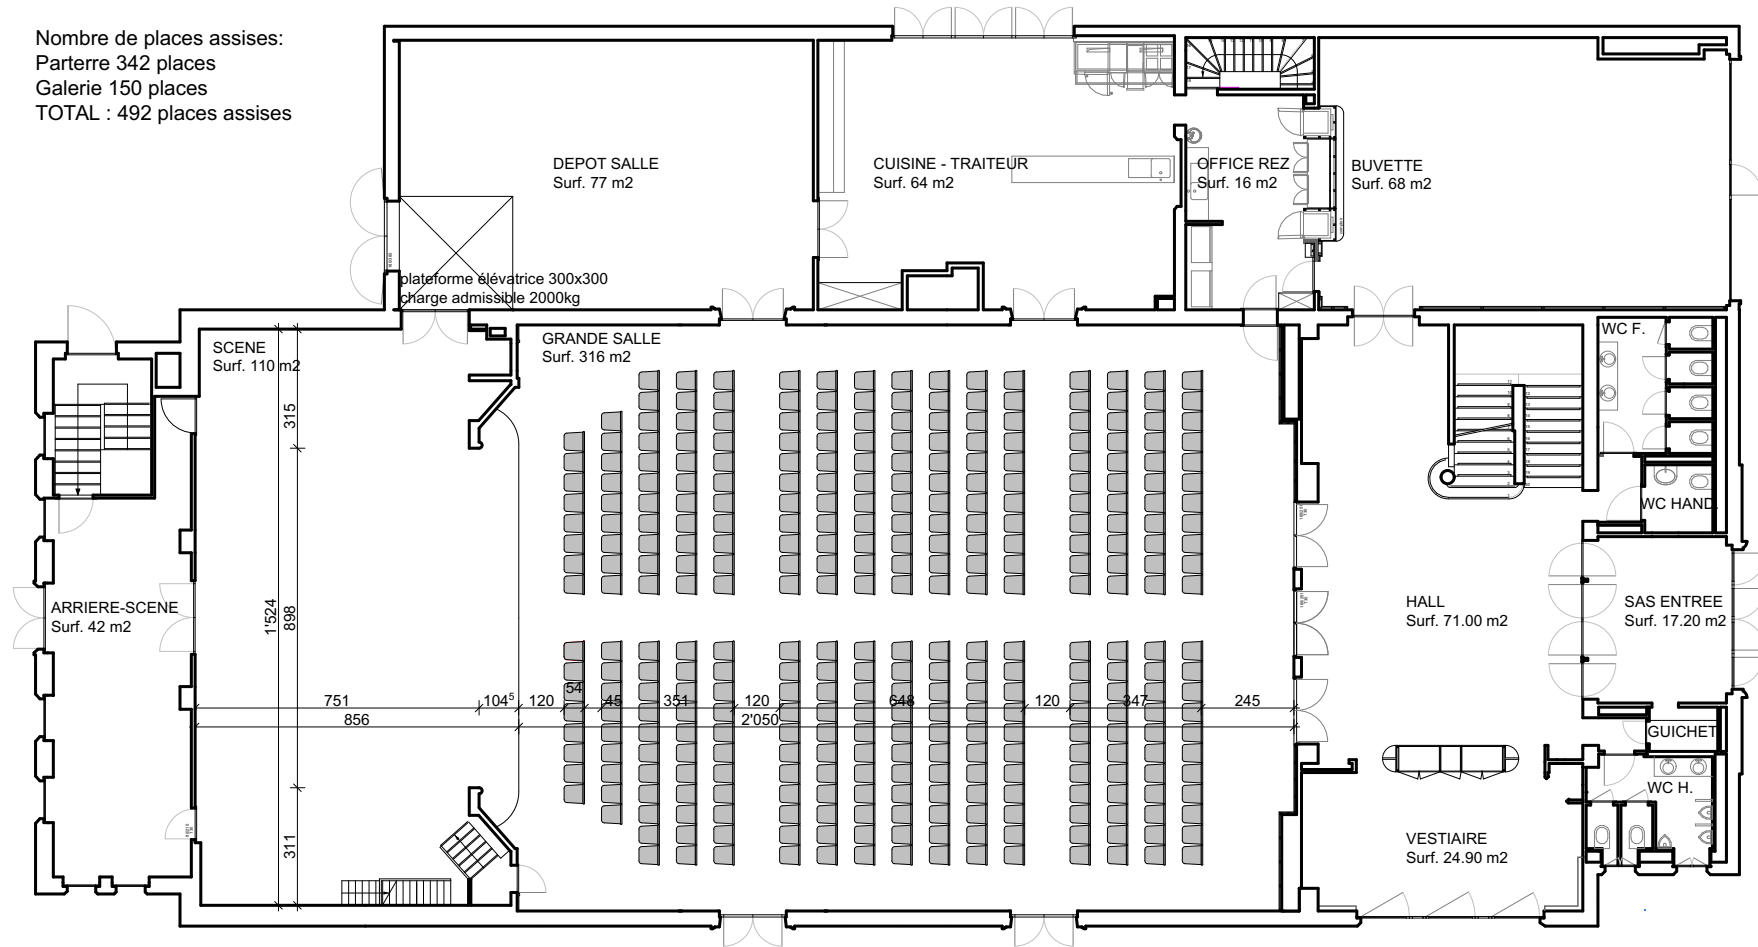 Nombre de places assises:
Parterre 342 places
Galerie 150 places
TOTAL : 492 places assises
DEPOT SALLE
Surf. 77 m2
CUISINE - TRAITEUR
Surf. 64 m2
OFFICE REZ
Surf. 16 m2
BUVETTE
Surf. 68 m2
plateforme élévatrice 300x300
charge admissible 2000kg
SCENE
Surf. 110 m2
GRANDE SALLE
Surf. 316 m2
WC F.
315
WC HAND.
ARRIERE-SCENE
Surf. 42 m2
1'524
898
HALL
Surf. 71.00 m2
SAS ENTREE
Surf. 17.20 m2
54
751
104⁵
120
45
351
120
648
120
347
245
856
2'050
GUICHET
WC H.
311
VESTIAIRE
Surf. 24.90 m2